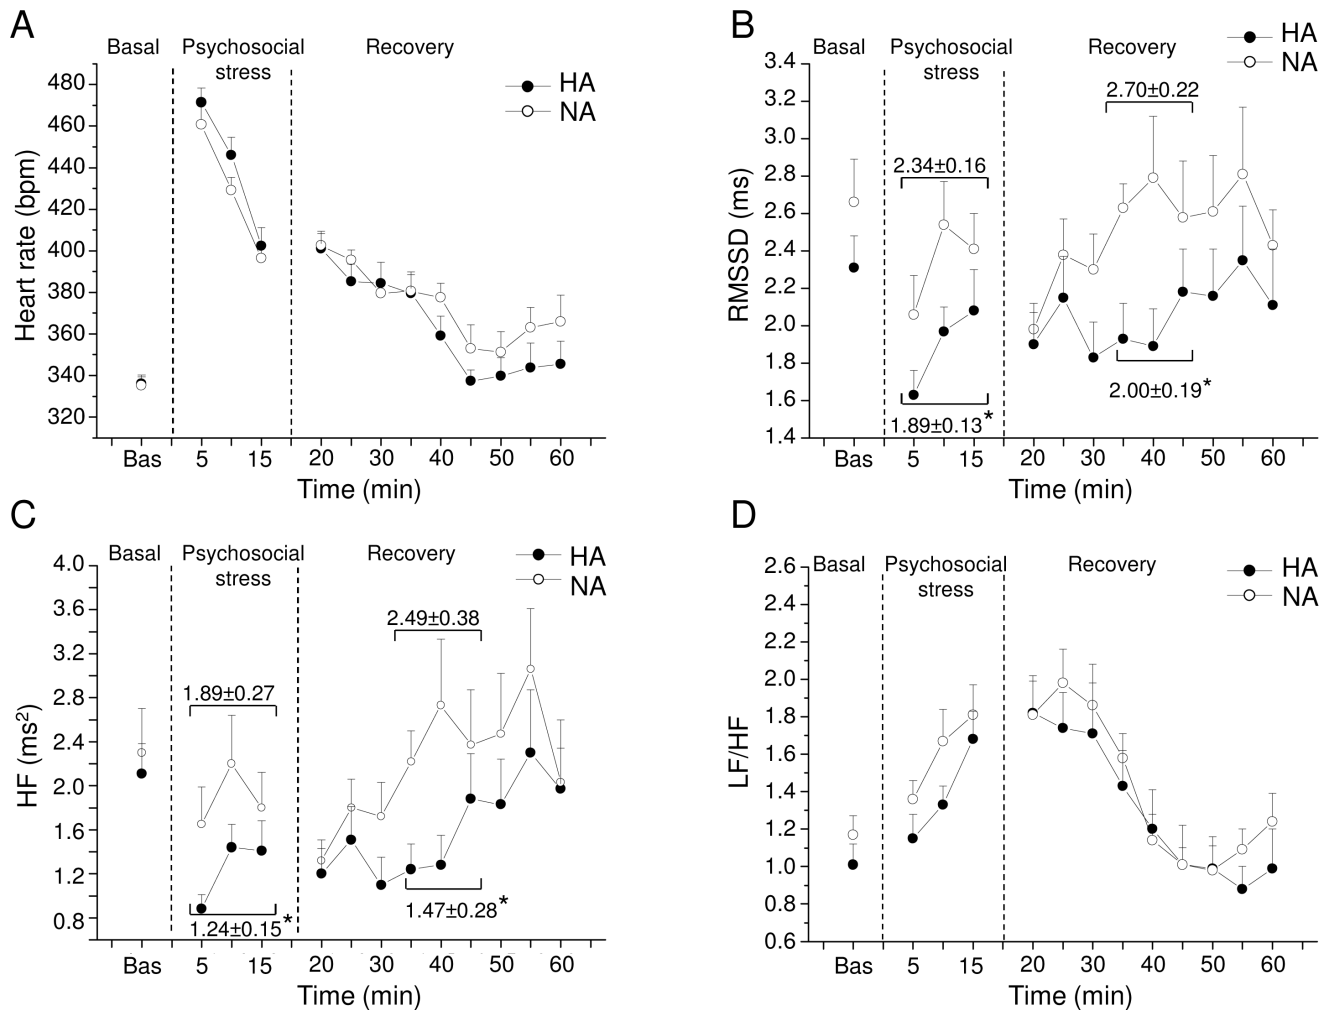 A
Basal
Psychosocial
stress
Recovery
HA
NA
480
460
440
420
400
380
360
340
320
Heart rate (bpm)
Bas 5 15 20 30 40 50 60
Time (min)
B
Basal
Psychosocial
stress
Recovery
HA
NA
3.4
3.2
3.0
2.8
2.6
2.4
2.2
2.0
1.8
1.6
1.4
RMSSD (ms)
2.34±0.16
2.70±0.22
1.89±0.13*
2.00±0.19*
Bas 5 15 20 30 40 50 60
Time (min)
C
Basal
Psychosocial
stress
Recovery
HA
NA
4.0
3.6
3.2
2.8
2.4
2.0
1.6
1.2
0.8
HF (ms²)
2.49±0.38
1.89±0.27
1.24±0.15*
1.47±0.28*
Bas 5 15 20 30 40 50 60
Time (min)
D
Basal
Psychosocial
stress
Recovery
HA
NA
2.6
2.4
2.2
2.0
1.8
1.6
1.4
1.2
1.0
0.8
0.6
LF/HF
Bas 5 15 20 30 40 50 60
Time (min)